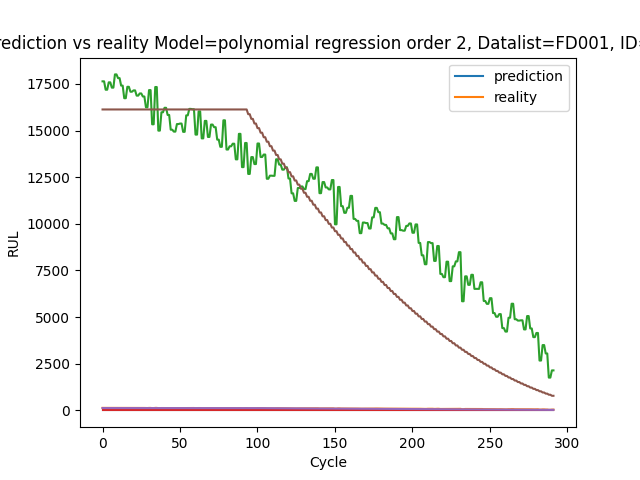 rediction vs reality Model=polynomial regression order 2, Datalist=FD001, ID=
prediction
reality
17500
15000
12500
10000
7500
5000
2500
0
RUL
0 50 100 150 200 250 300
Cycle